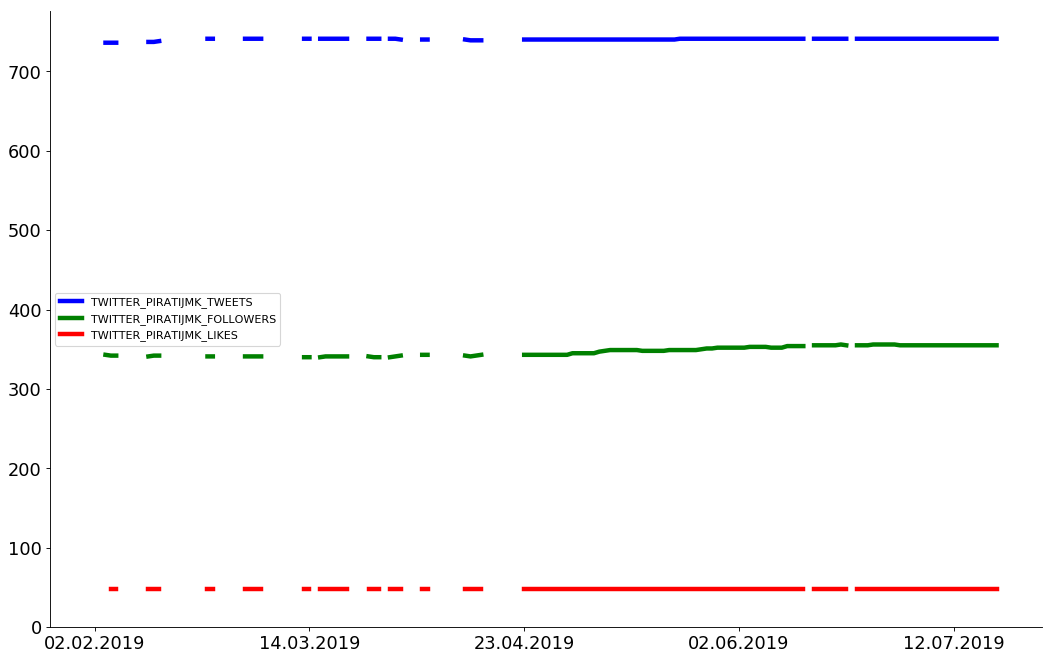 700
600
500
400
300
200
100
0
TWITTER_PIRATIJMK_TWEETS
TWITTER_PIRATIJMK_FOLLOWERS
TWITTER_PIRATIJMK_LIKES
02.02.2019 14.03.2019 23.04.2019 02.06.2019 12.07.2019